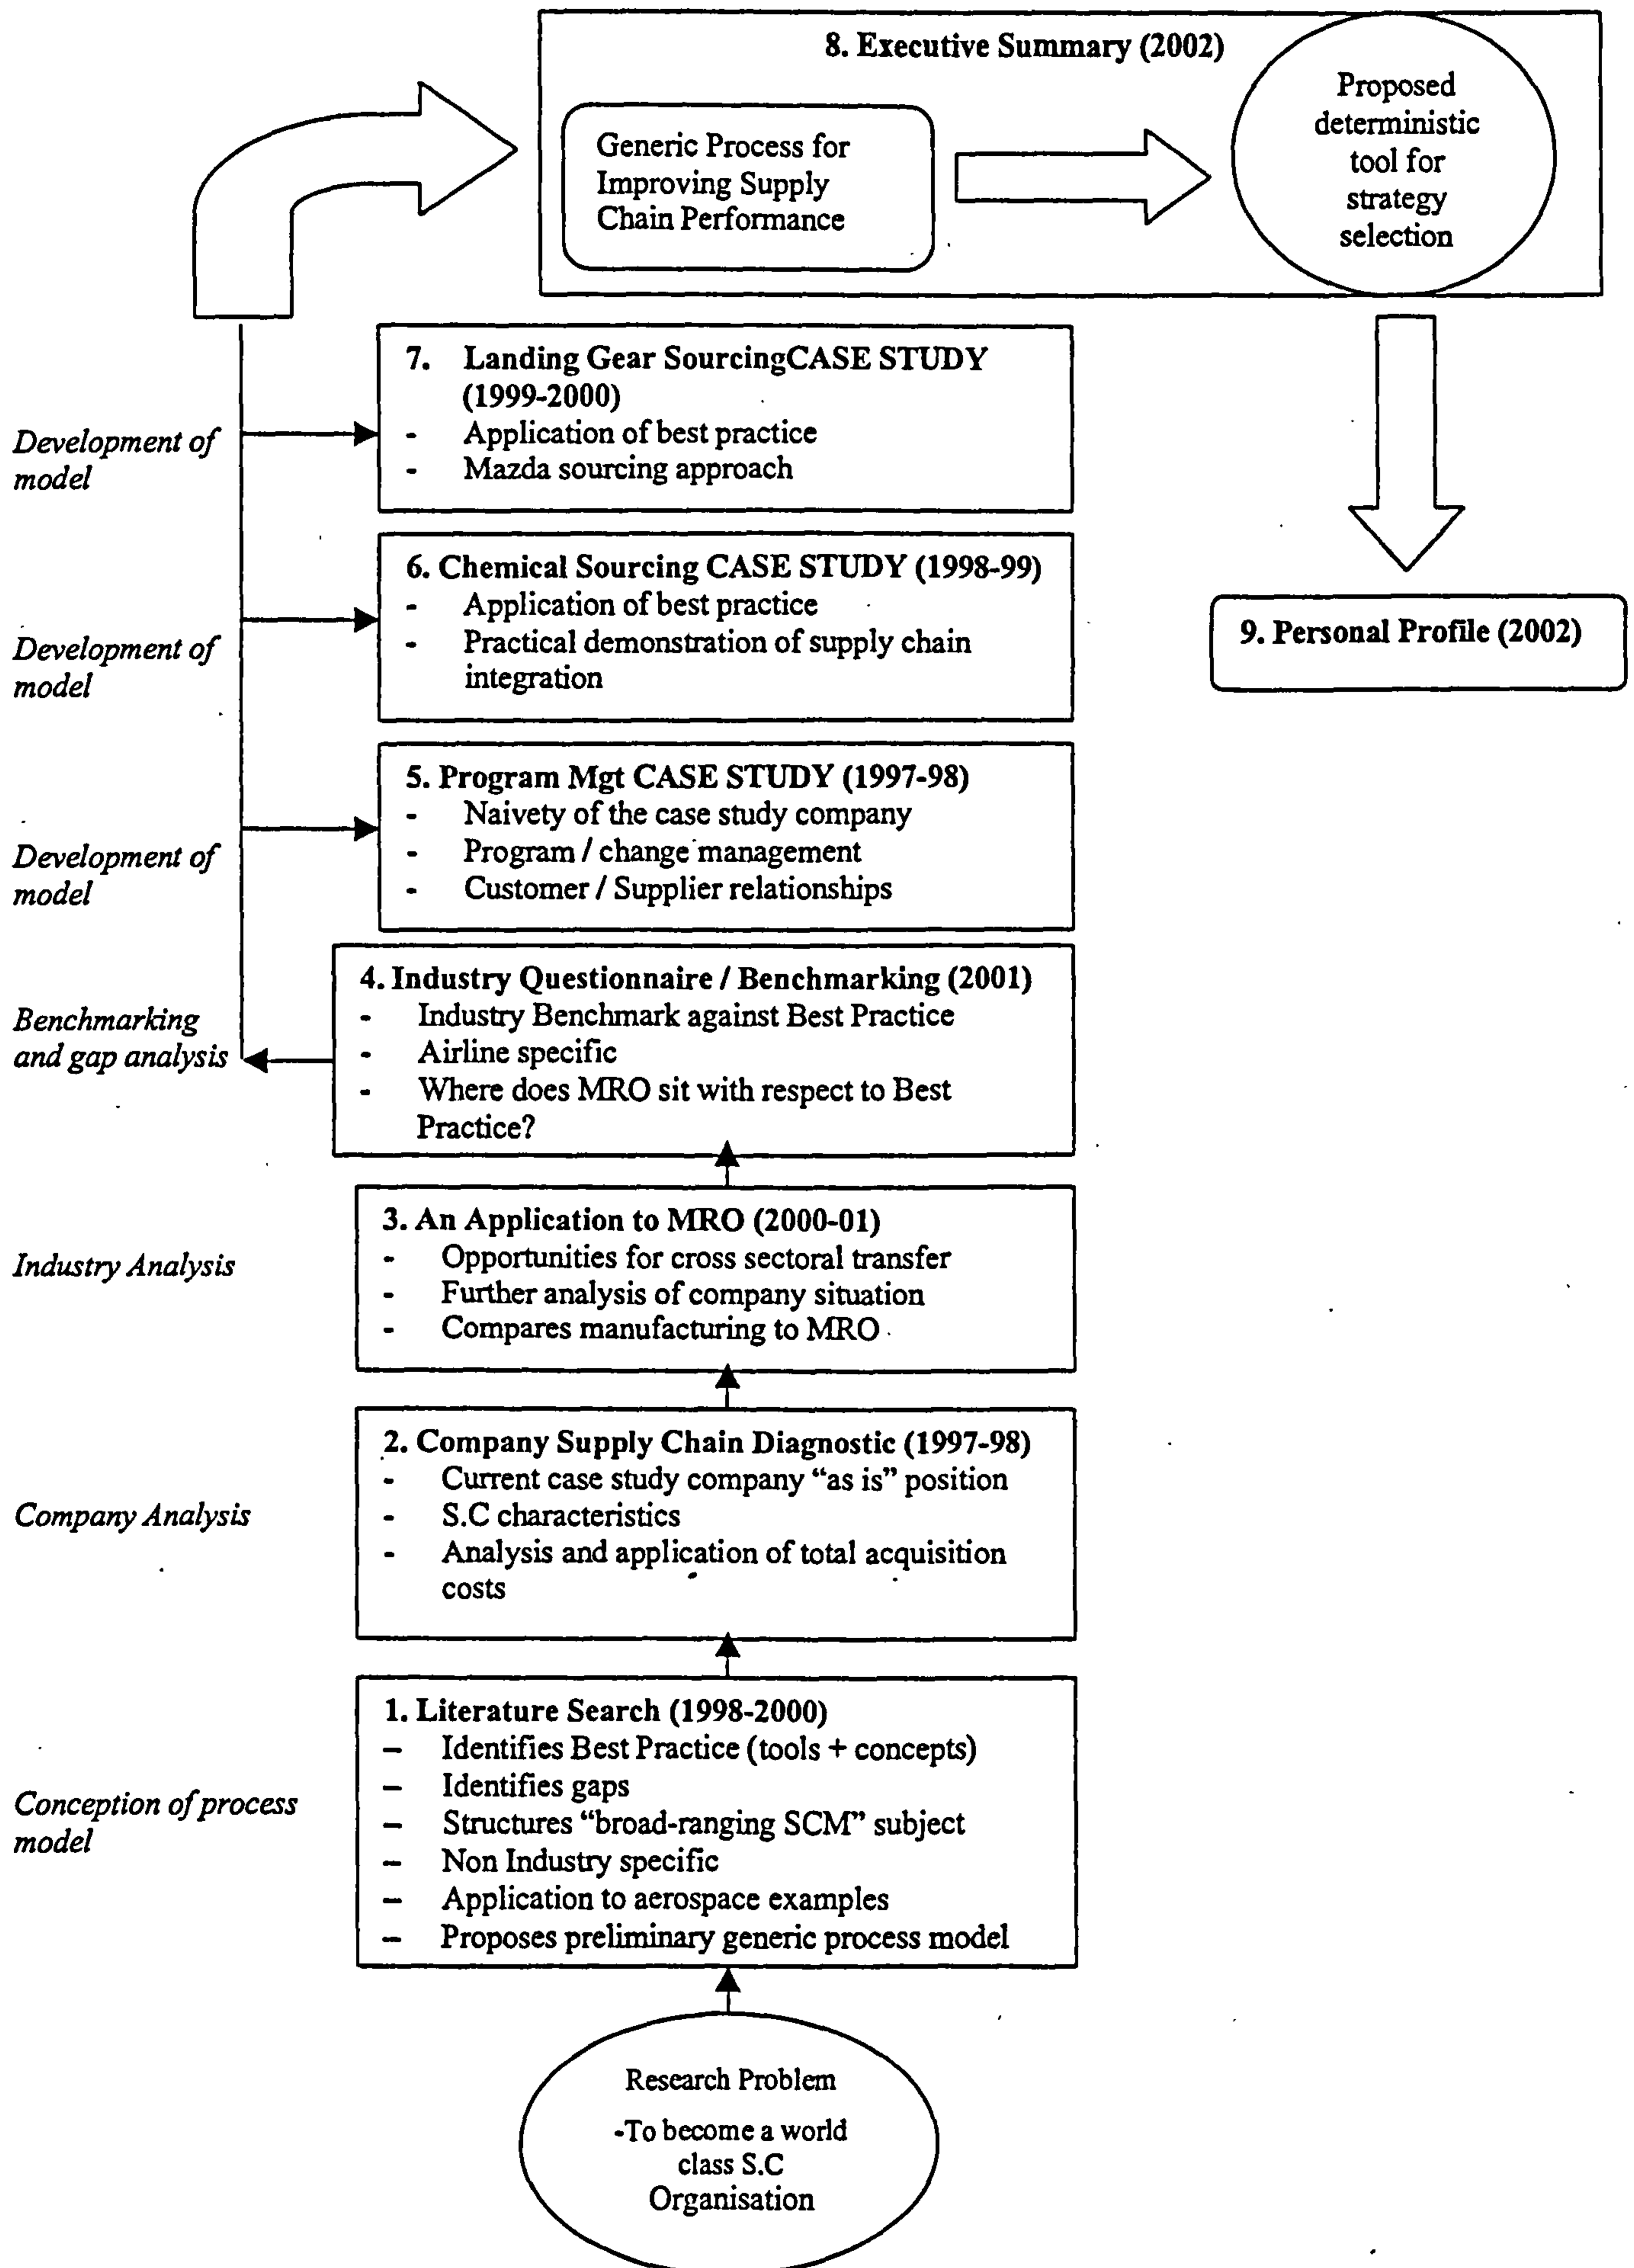 8. Executive Summary (2002)
Generic Process for
Improving Supply
Chain Performance
Proposed
deterministic
tool for
strategy
selection
7. Landing Gear SourcingCASE STUDY
(1999-2000)
- Application of best practice
- Mazda sourcing approach
Development of
model
6. Chemical Sourcing CASE STUDY (1998-99)
- Application of best practice
- Practical demonstration of supply chain
integration
Development of
model
9. Personal Profile (2002)
5. Program Mgt CASE STUDY (1997-98)
- Naivety of the case study company
- Program / change management
- Customer / Supplier relationships
Development of
model
4. Industry Questionnaire / Benchmarking (2001)
- Industry Benchmark against Best Practice
- Airline specific
- Where does MRO sit with respect to Best
Practice?
Benchmarking
and gap analysis
3. An Application to MRO (2000-01)
- Opportunities for cross sectoral transfer
- Further analysis of company situation
- Compares manufacturing to MRO
Industry Analysis
2. Company Supply Chain Diagnostic (1997-98)
- Current case study company “as is” position
- S.C characteristics
- Analysis and application of total acquisition
costs
Company Analysis
1. Literature Search (1998-2000)
– Identifies Best Practice (tools + concepts)
– Identifies gaps
– Structures “broad-ranging SCM” subject
– Non Industry specific
– Application to aerospace examples
– Proposes preliminary generic process model
Conception of process
model
Research Problem
-To become a world
class S.C
Organisation